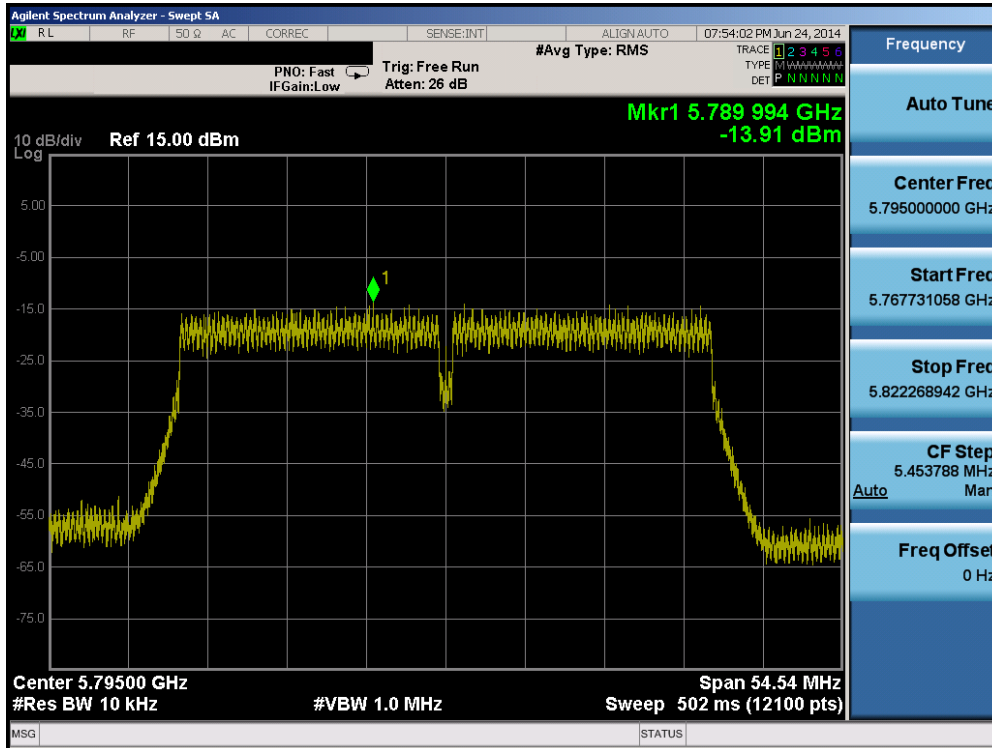 Agilent Spectrum Analyzer - Swept SA
LXI RL RF 50 Ω AC CORREC SENSE:INT ALIGN AUTO 07:54:02 PM Jun 24, 2014
#Avg Type: RMS
TRACE 1 2 3 4 5 6
PNO: Fast Trig: Free Run
TYPE M
IFGain:Low Atten: 26 dB
DET P N N N N N
Mkr1 5.789 994 GHz
-13.91 dBm
10 dB/div Ref 15.00 dBm
Log
5.00
-5.00
1
-15.0
-25.0
-35.0
-45.0
-55.0
-65.0
-75.0
Center 5.79500 GHz Span 54.54 MHz
#Res BW 10 kHz #VBW 1.0 MHz Sweep 502 ms (12100 pts)
MSG STATUS
Frequency
Auto Tune
Center Freq
5.795000000 GHz
Start Freq
5.767731058 GHz
Stop Freq
5.822268942 GHz
CF Step
5.453788 MHz
Auto Man
Freq Offset
0 Hz